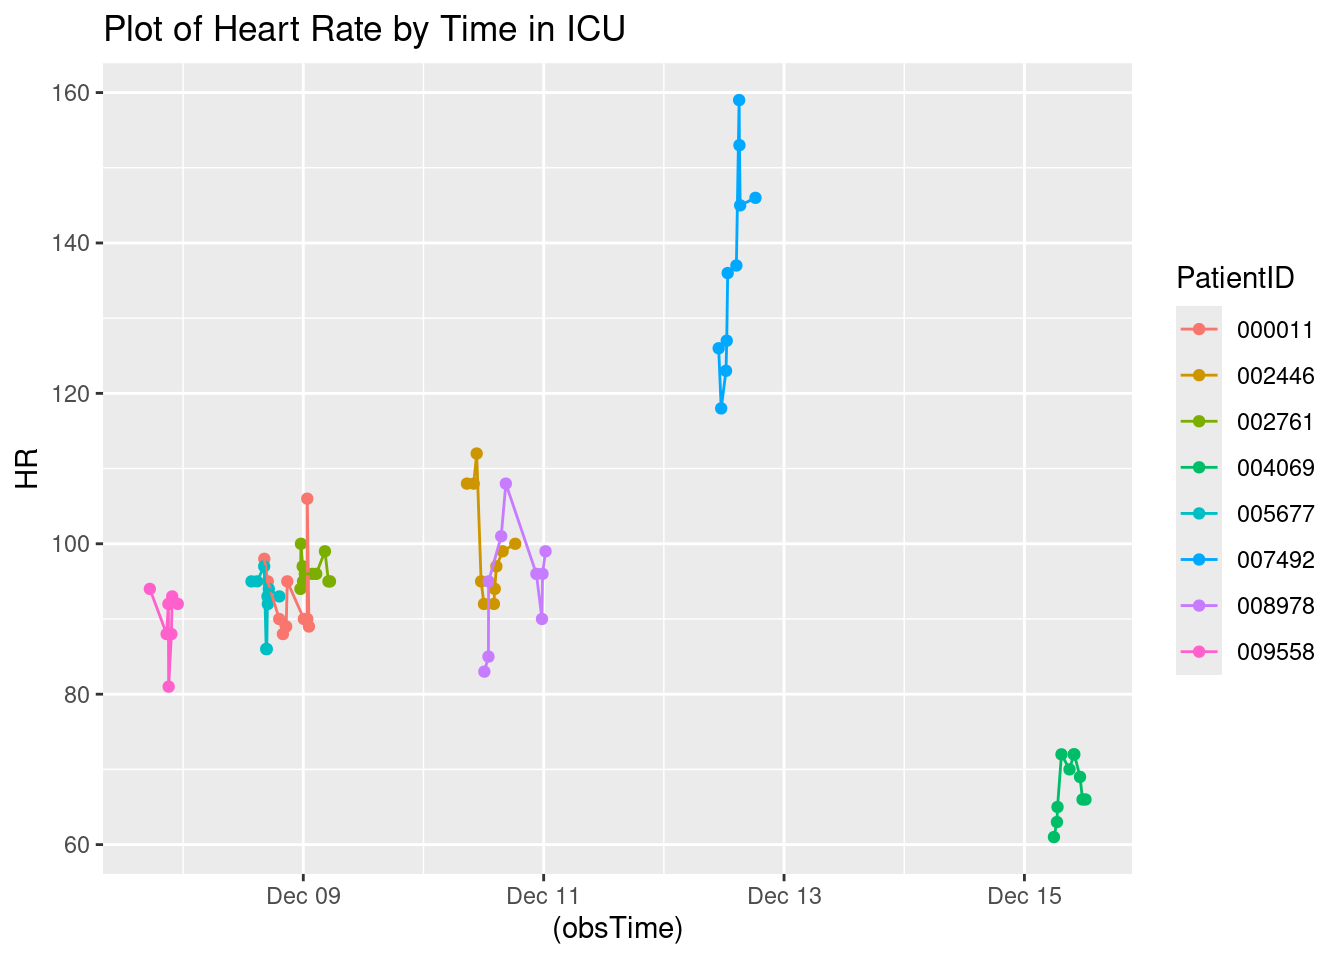 Plot of Heart Rate by Time in ICU
160
140
120
100
80
60
HR
Dec 09
Dec 11
Dec 13
Dec 15
(obsTime)
PatientID
000011
002446
002761
004069
005677
007492
008978
009558